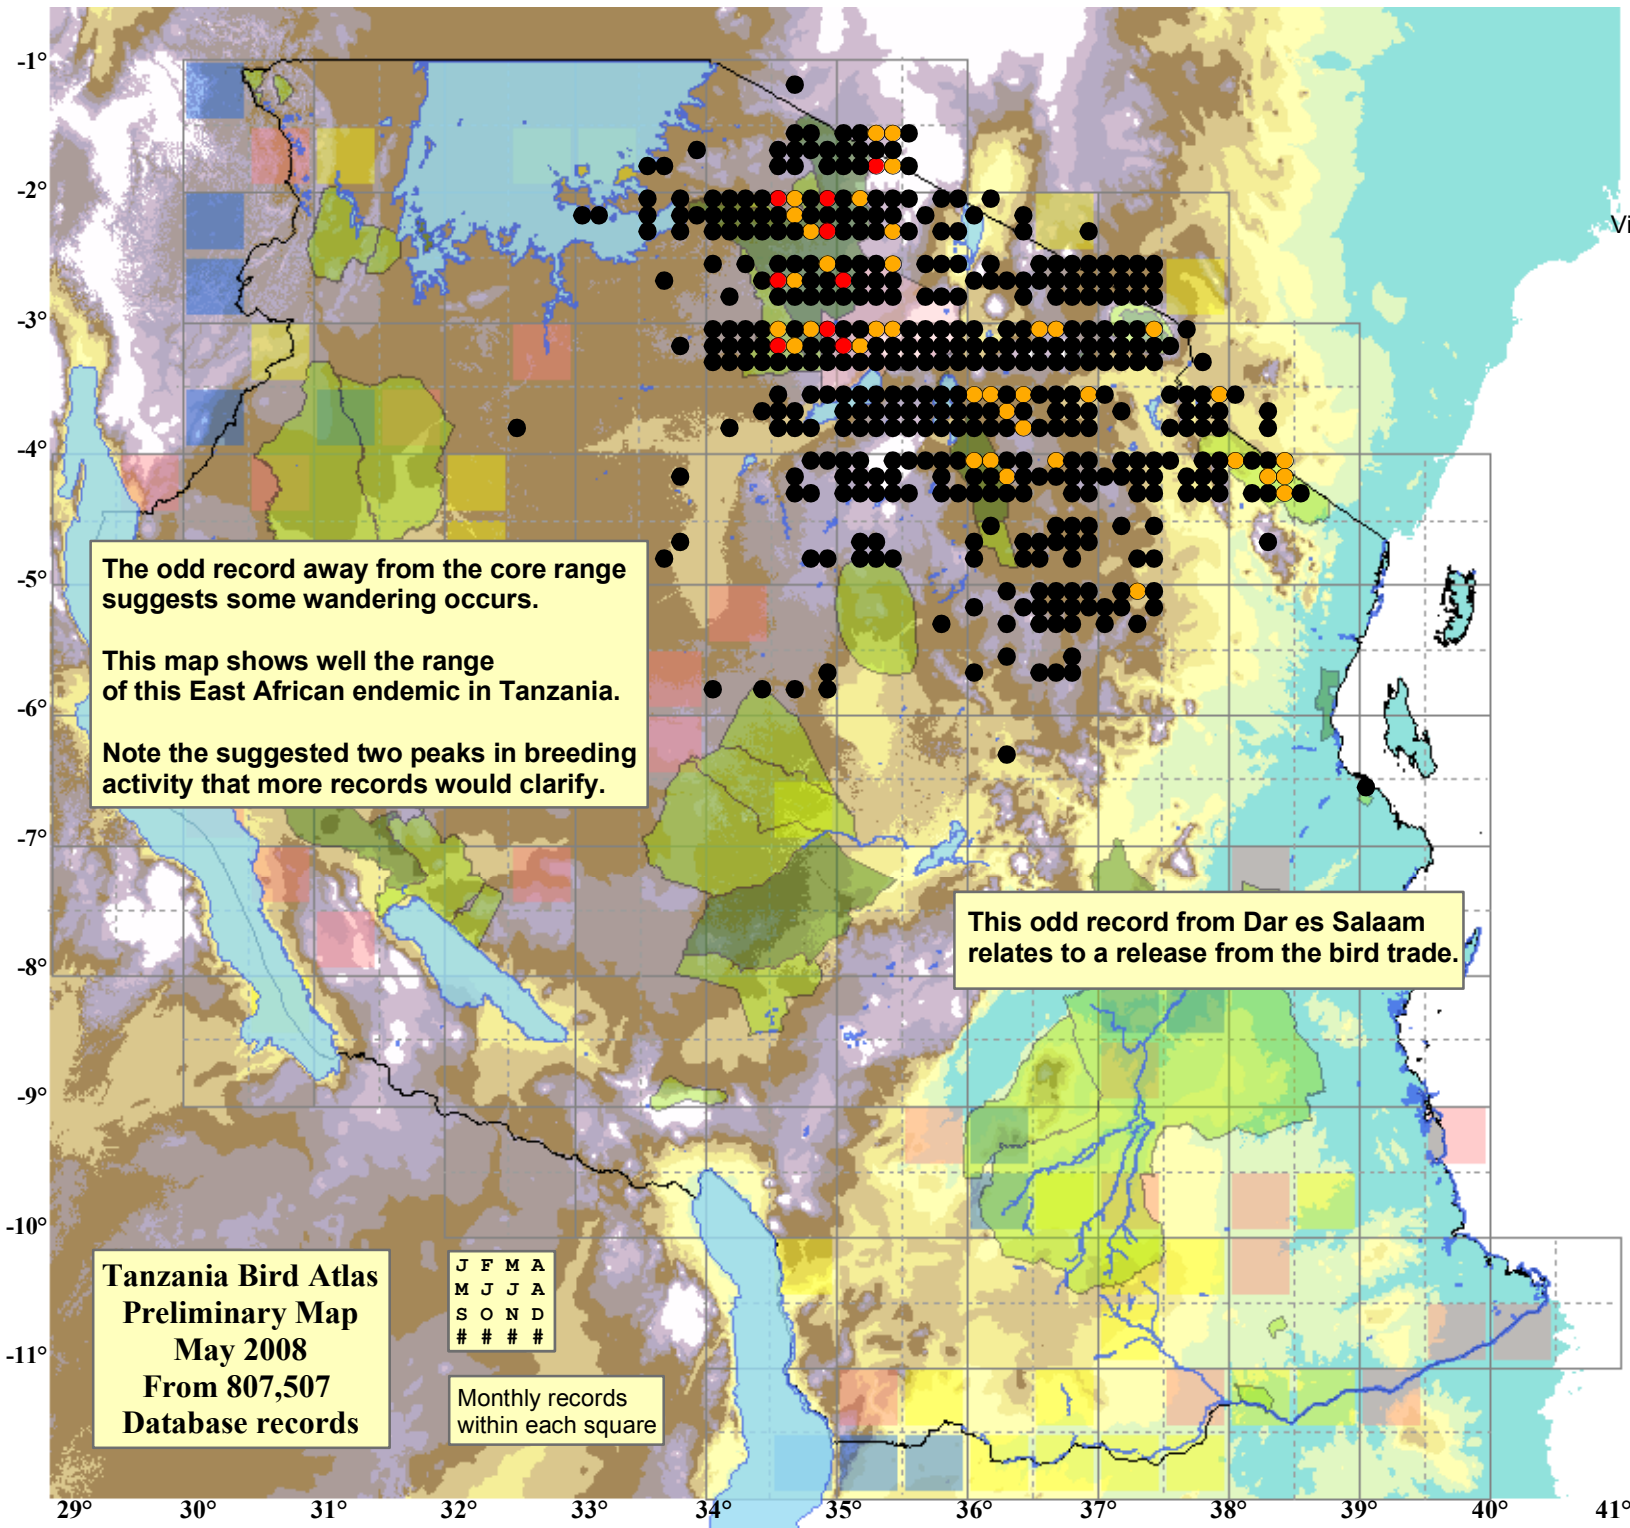 -1°
-2°
-3°
-4°
-5°
-6°
-7°
-8°
-9°
-10°
-11°
Vi
The odd record away from the core range
suggests some wandering occurs.
This map shows well the range
of this East African endemic in Tanzania.
Note the suggested two peaks in breeding
activity that more records would clarify.
This odd record from Dar es Salaam
relates to a release from the bird trade.
Tanzania Bird Atlas
Preliminary Map
May 2008
From 807,507
Database records
J F M A
M J J A
S O N D
# # # #
Monthly records
within each square
29° 30° 31° 32° 33° 34° 35° 36° 37° 38° 39° 40° 41°